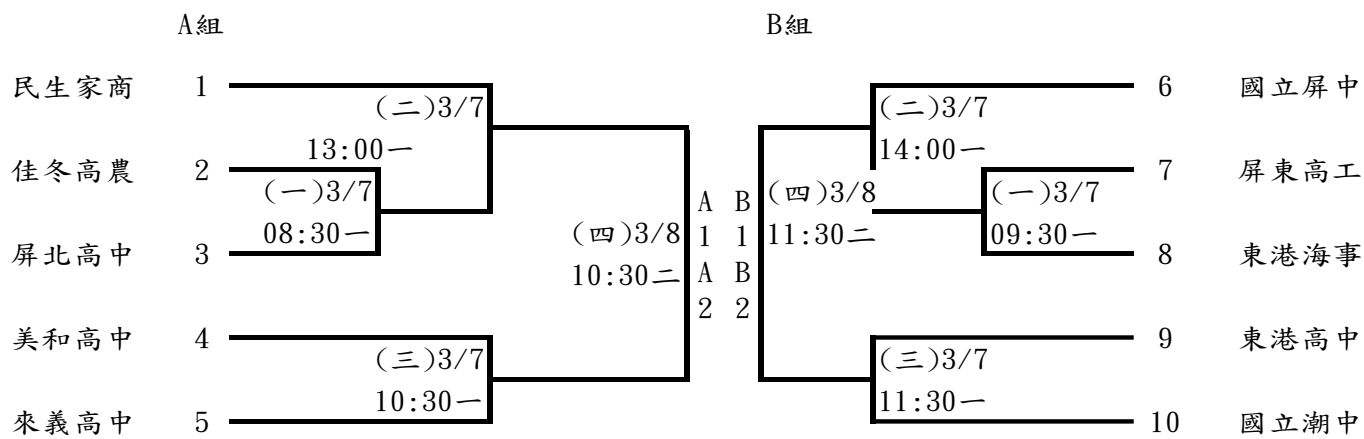 A組 B組
民生家商 1 6 國立屏中
(二)3/7 (二)3/7
13:00一 14:00一
佳冬高農 2 7 屏東高工
(一)3/7 (四)3/8 (一)3/7
08:30一 11:30二 09:30一
屏北高中 3 8 東港海事
(四)3/8
10:30二
A1A2 B1B2
美和高中 4 9 東港高中
(三)3/7 (三)3/7
10:30一 11:30一
來義高中 5 10 國立潮中